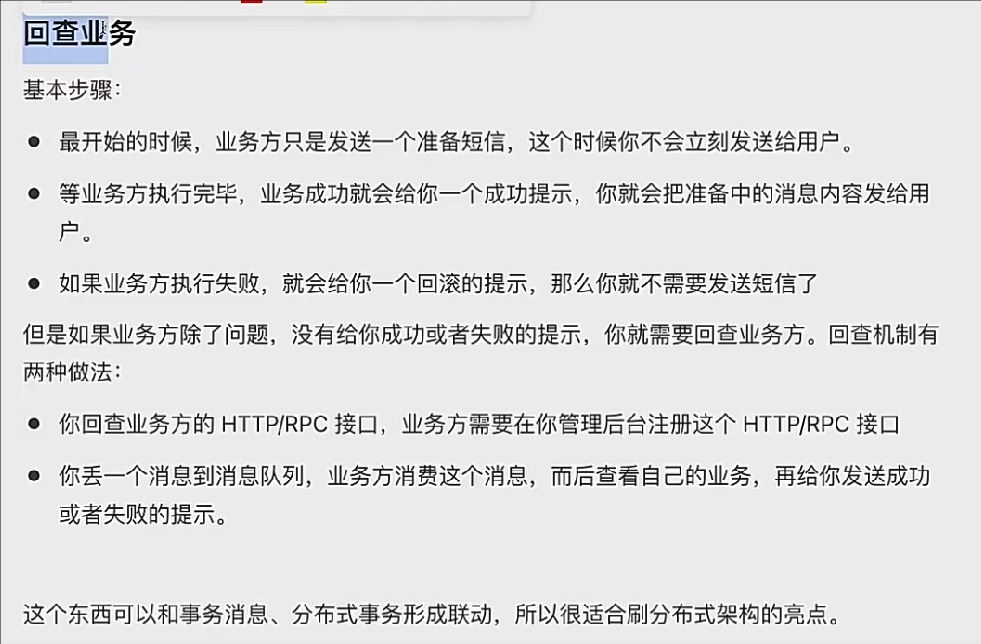 回查业务
基本步骤：
● 最开始的时候，业务方只是发送一个准备短信，这个时候你不会立刻发送给用户。
● 等业务方执行完毕，业务成功就会给你一个成功提示，你就会把准备中的消息内容发给用
户。
● 如果业务方执行失败，就会给你一个回滚的提示，那么你就不需要发送短信了
但是如果业务方除了问题，没有给你成功或者失败的提示，你就需要回查业务方。回查机制有
两种做法：
● 你回查业务方的 HTTP/RPC 接口，业务方需要在你管理后台注册这个 HTTP/RPC 接口
● 你丢一个消息到消息队列，业务方消费这个消息，而后查看自己的业务，再给你发送成功
或者失败的提示。
这个东西可以和事务消息、分布式事务形成联动，所以很适合刷分布式架构的亮点。